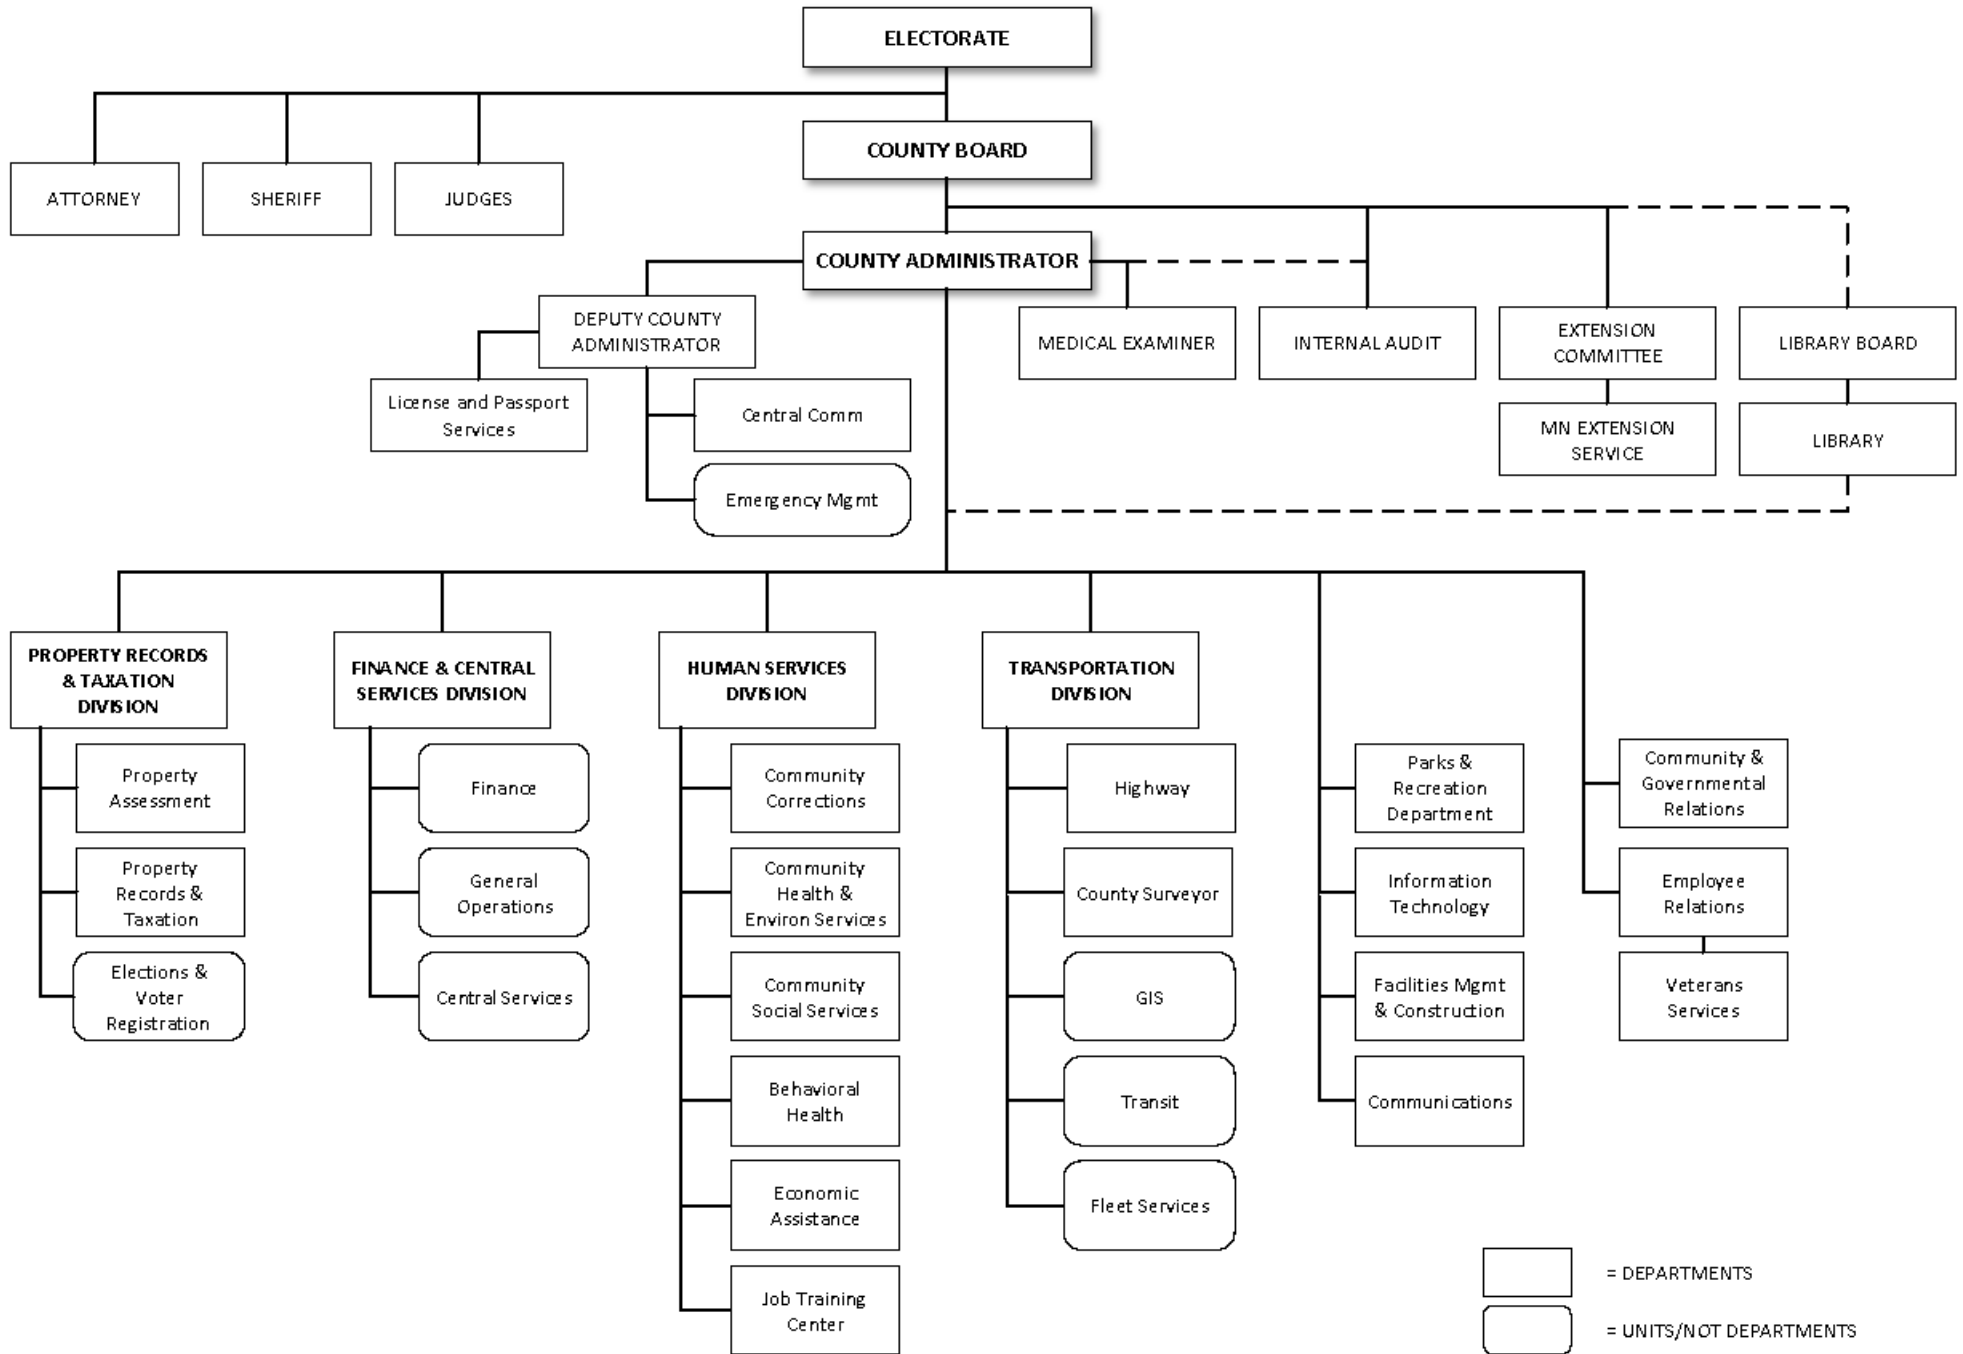 ELECTORATE
COUNTY BOARD
ATTORNEY
SHERIFF
JUDGES
COUNTY ADMINISTRATOR
DEPUTY COUNTY
ADMINISTRATOR
MEDICAL EXAMINER
INTERNAL AUDIT
EXTENSION
COMMITTEE
LIBRARY BOARD
License and Passport
Services
Central Comm
MN EXTENSION
SERVICE
LIBRARY
Emergency Mgmt
PROPERTY RECORDS
& TAXATION
DIVISION
FINANCE & CENTRAL
SERVICES DIVISION
HUMAN SERVICES
DIVISION
TRANSPORTATION
DIVISION
Property
Assessment
Property
Records &
Taxation
Elections &
Voter
Registration
Finance
General
Operations
Central Services
Community
Corrections
Community
Health &
Environ Services
Community
Social Services
Behavioral
Health
Economic
Assistance
Job Training
Center
Highway
County Surveyor
GIS
Transit
Fleet Services
Parks &
Recreation
Department
Information
Technology
Facilities Mgmt
& Construction
Communications
Community &
Governmental
Relations
Employee
Relations
Veterans
Services
= DEPARTMENTS
= UNITS/NOT DEPARTMENTS